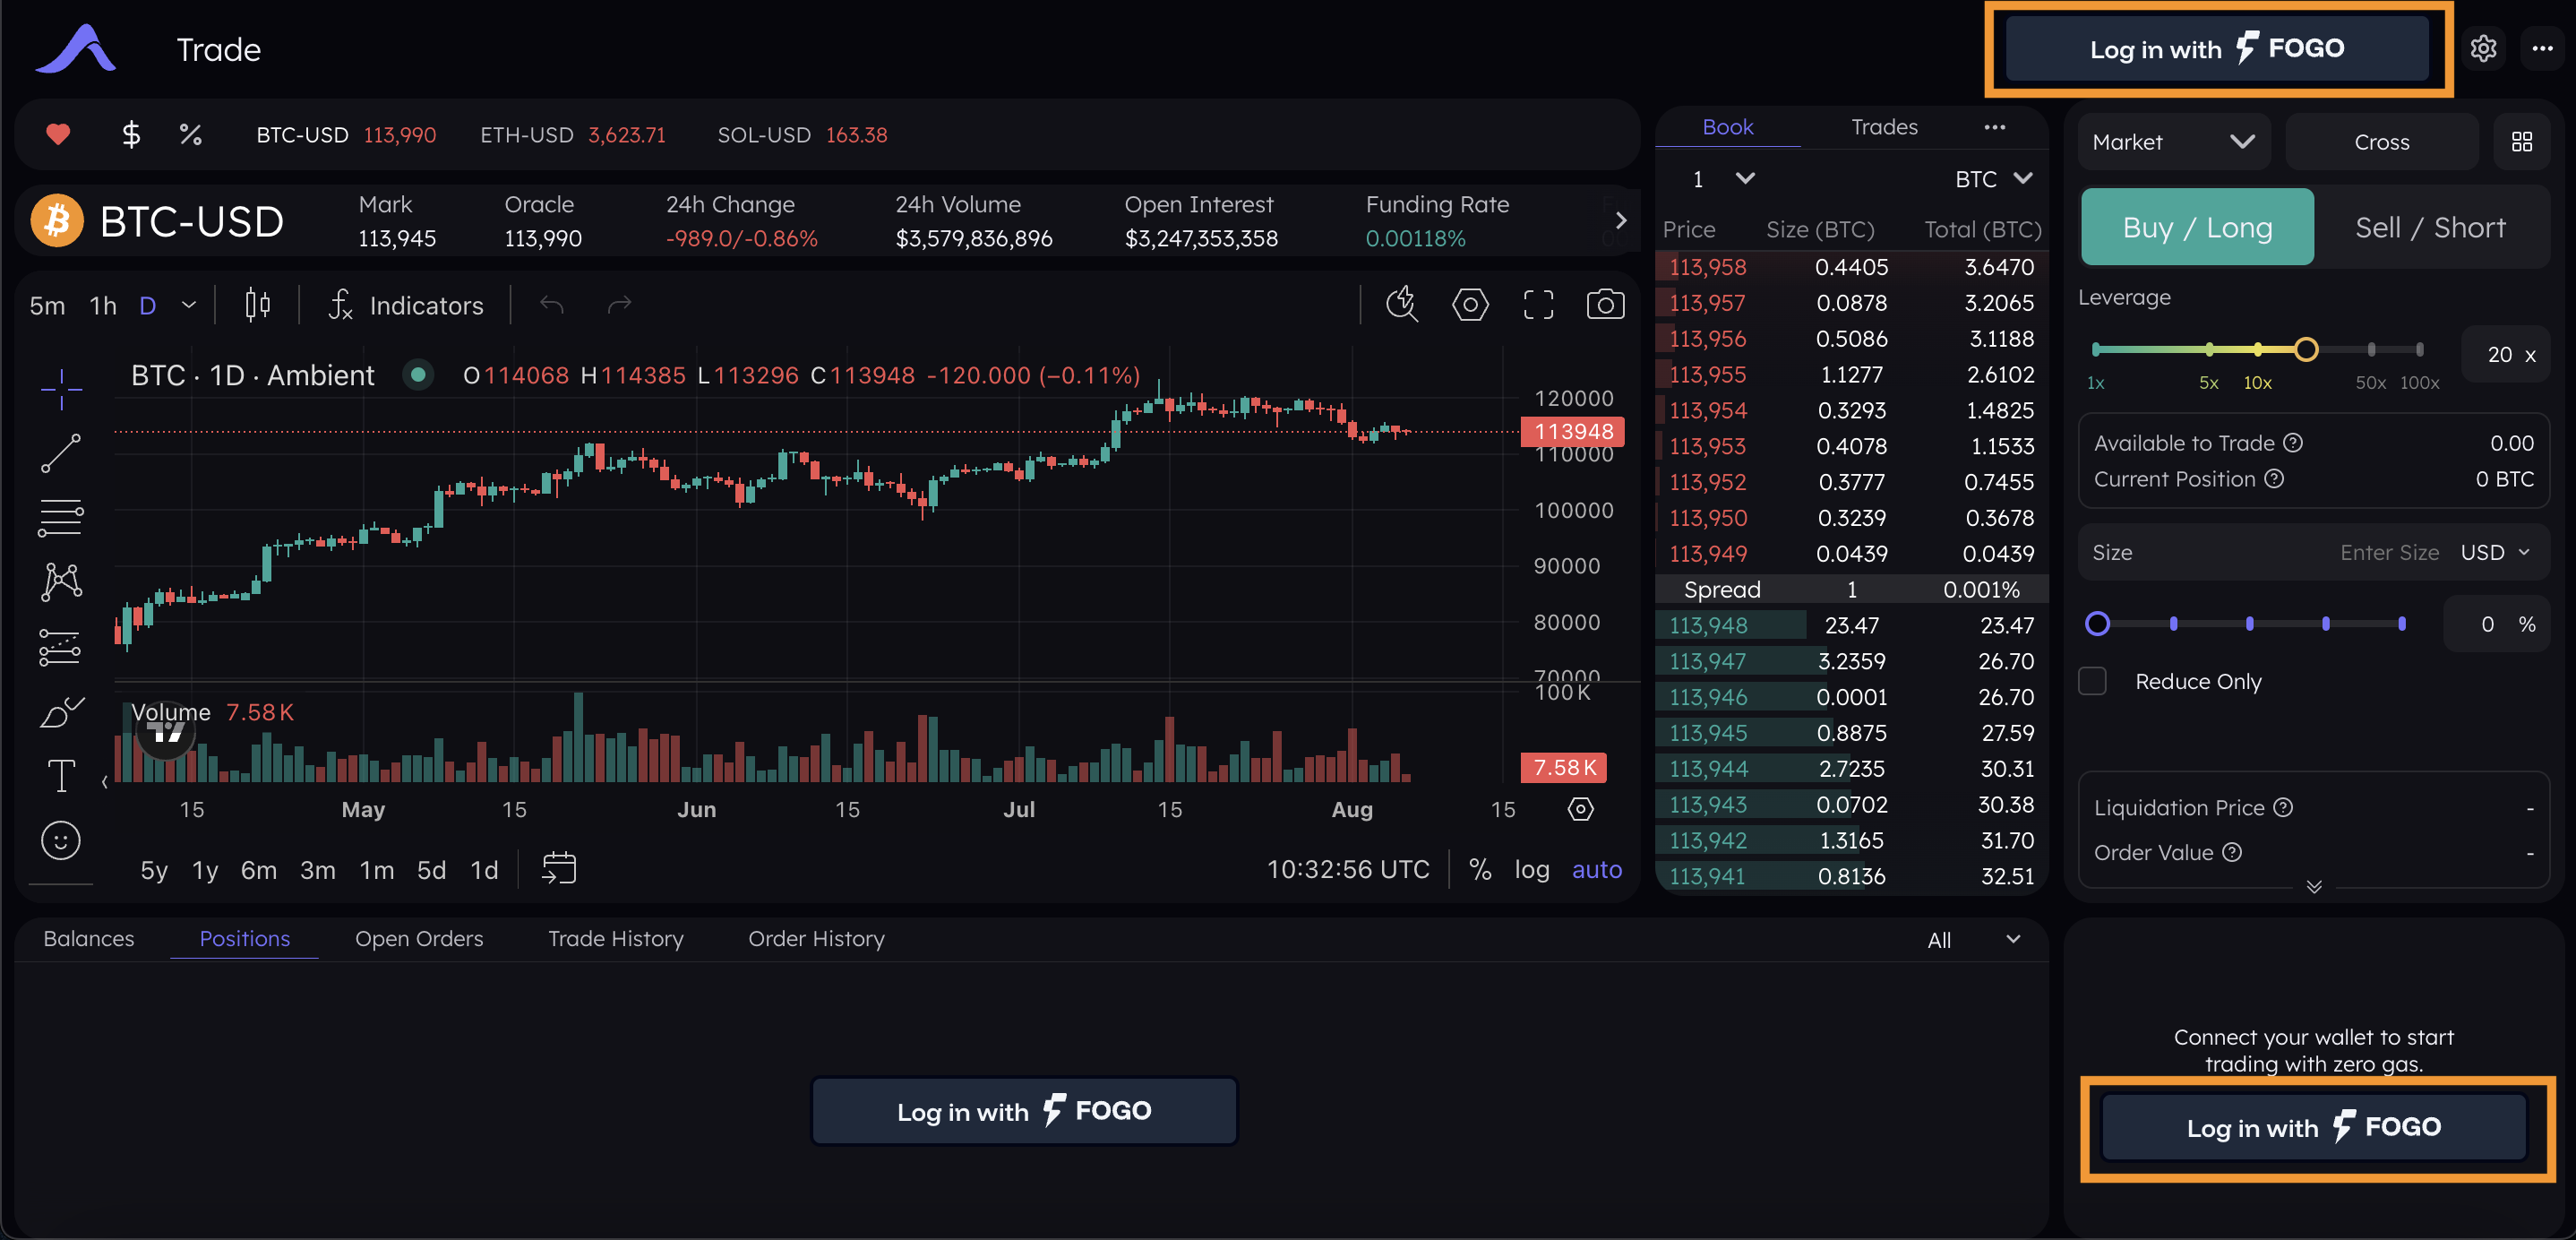 Trade
Log in with FOGO
$ % BTC-USD 113,990 ETH-USD 3,623.71 SOL-USD 163.38
BTC-USD
Mark
113,945
Oracle
113,990
24h Change
-989.0/-0.86%
24h Volume
$3,579,836,896
Open Interest
$3,247,353,358
Funding Rate
0.00118%
5m 1h D Indicators
BTC · 1D · Ambient O114068 H114385 L113296 C113948 -120.000 (−0.11%)
120000
113948
110000
100000
90000
80000
70000
100K
Volume 7.58K
7.58K
15 May 15 Jun 15 Jul 15 Aug 15
5y 1y 6m 3m 1m 5d 1d 10:32:56 UTC % log auto
Book Trades
1 BTC
Price Size (BTC) Total (BTC)
113,958 0.4405 3.6470
113,957 0.0878 3.2065
113,956 0.5086 3.1188
113,955 1.1277 2.6102
113,954 0.3293 1.4825
113,953 0.4078 1.1533
113,952 0.3777 0.7455
113,950 0.3239 0.3678
113,949 0.0439 0.0439
Spread 1 0.001%
113,948 23.47 23.47
113,947 3.2359 26.70
113,946 0.0001 26.70
113,945 0.8875 27.59
113,944 2.7235 30.31
113,943 0.0702 30.38
113,942 1.3165 31.70
113,941 0.8136 32.51
Market Cross
Buy / Long Sell / Short
Leverage
20 x
1x 5x 10x 50x 100x
Available to Trade 0.00
Current Position 0 BTC
Size Enter Size USD
0 %
Reduce Only
Liquidation Price -
Order Value -
Balances Positions Open Orders Trade History Order History All
Log in with FOGO
Connect your wallet to start
trading with zero gas.
Log in with FOGO